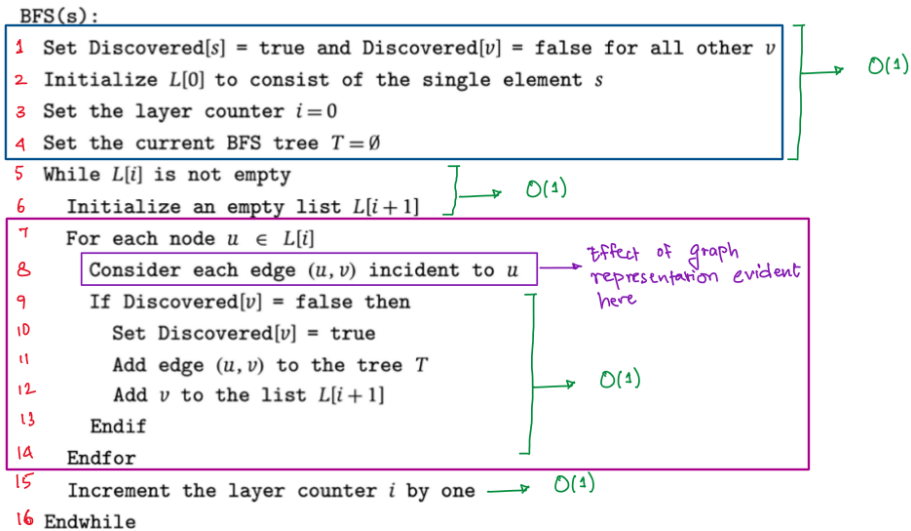 BFS(s):
1 Set Discovered[s] = true and Discovered[v] = false for all other v
2 Initialize L[0] to consist of the single element s
3 Set the layer counter i = 0
4 Set the current BFS tree T = ∅
O(1)
5 While L[i] is not empty
6 Initialize an empty list L[i + 1]
O(1)
7 For each node u ∈ L[i]
8 Consider each edge (u, v) incident to u
Effect of graph
representation evident
here
9 If Discovered[v] = false then
10 Set Discovered[v] = true
11 Add edge (u, v) to the tree T
12 Add v to the list L[i + 1]
13 Endif
14 Endfor
O(1)
15 Increment the layer counter i by one
O(1)
16 Endwhile